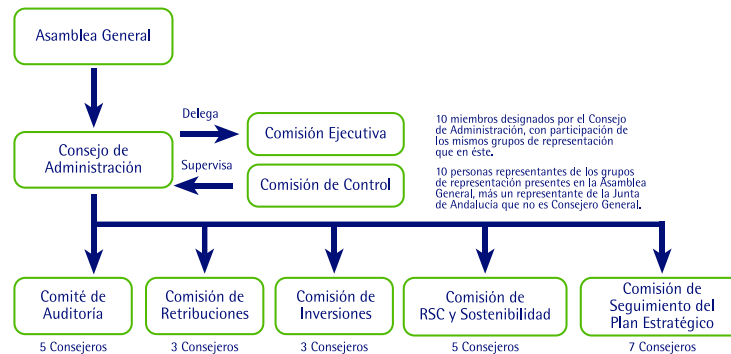 Asamblea General
Delega
Consejo de
Administración
Comisión Ejecutiva
10 miembros designados por el Consejo
de Administración, con participación de
los mismos grupos de representación
que en éste.
Supervisa
Comisión de Control
10 personas representantes de los grupos
de representación presentes en la Asamblea
General, más un representante de la Junta
de Andalucía que no es Consejero General.
Comité de
Auditoría
5 Consejeros
Comisión de
Retribuciones
3 Consejeros
Comisión de
Inversiones
3 Consejeros
Comisión de
RSC y Sostenibilidad
5 Consejeros
Comisión de
Seguimiento del
Plan Estratégico
7 Consejeros